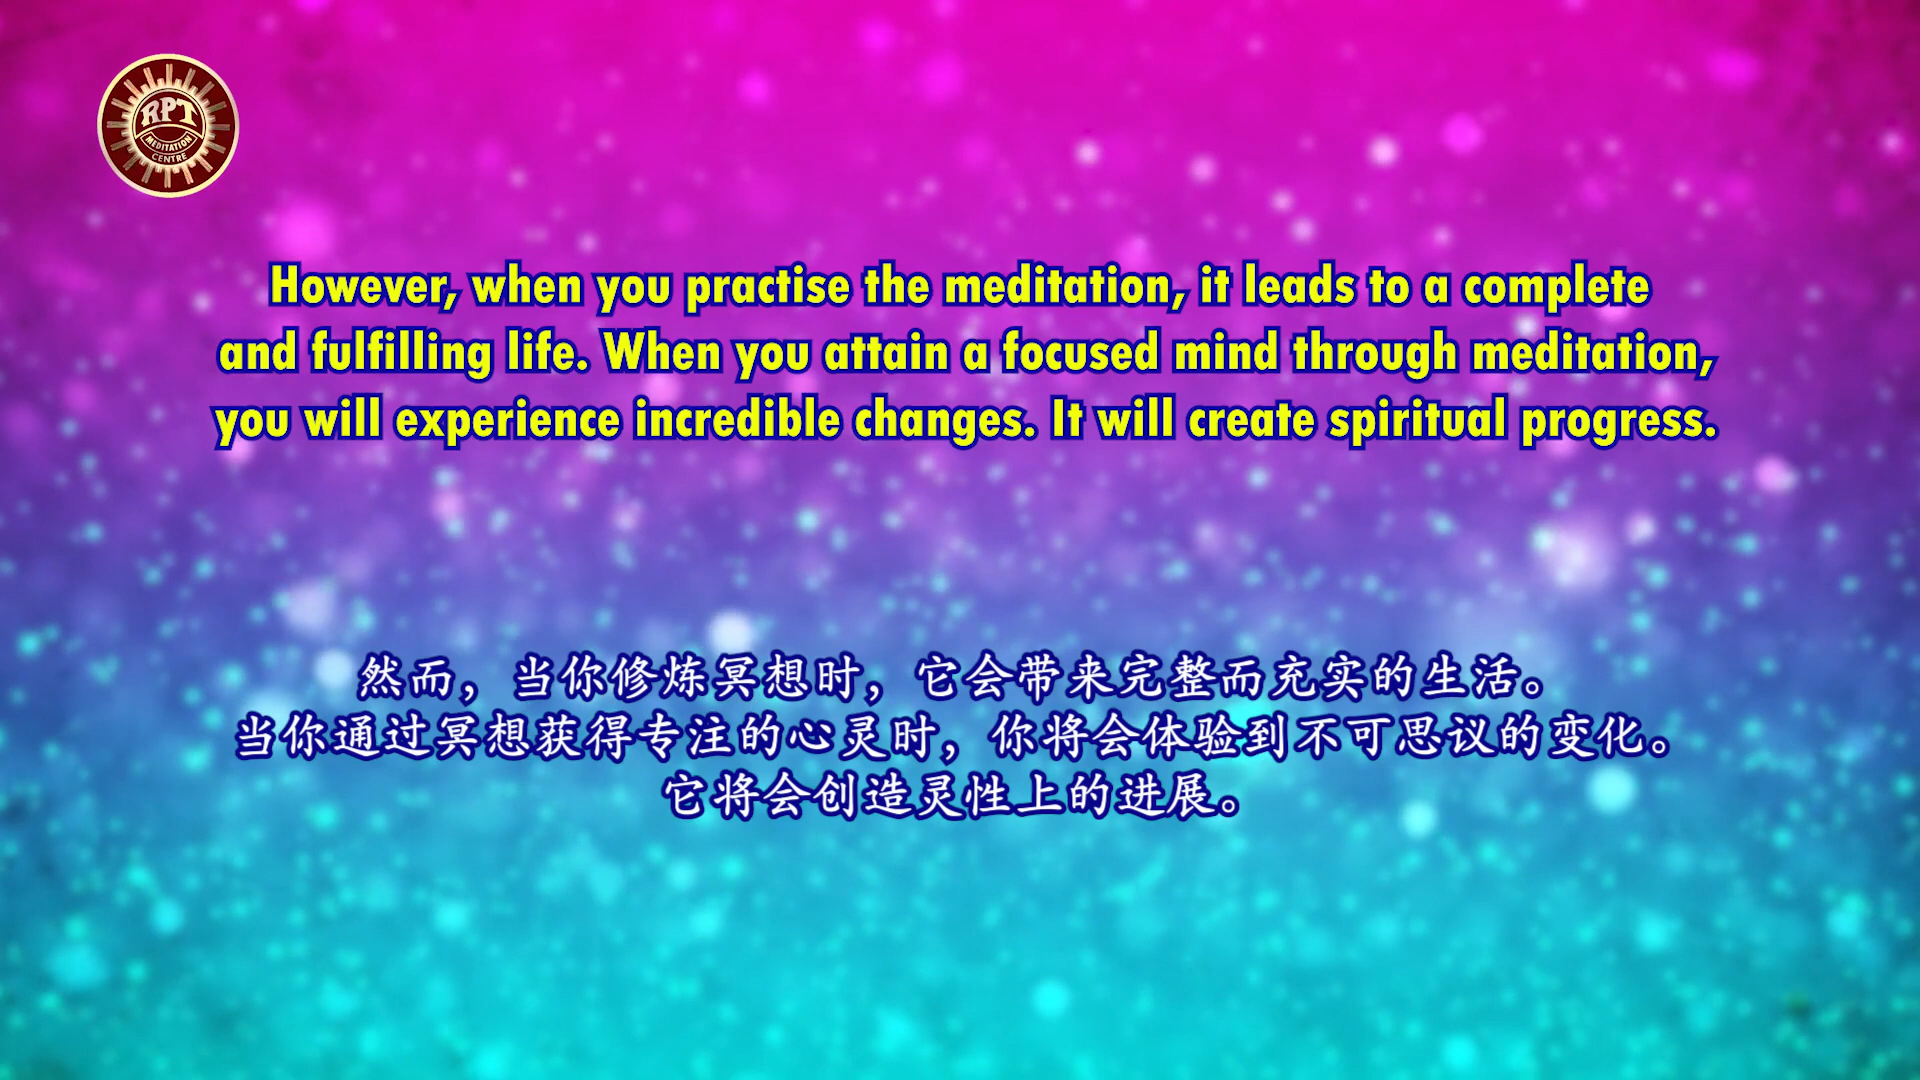 RPT
MEDITATION
CENTRE
However, when you practise the meditation, it leads to a complete
and fulfilling life. When you attain a focused mind through meditation,
you will experience incredible changes. It will create spiritual progress.
然而，当你修炼冥想时，它会带来完整而充实的生活。
当你通过冥想获得专注的心灵时，你将会体验到不可思议的变化。
它将会创造灵性上的进展。